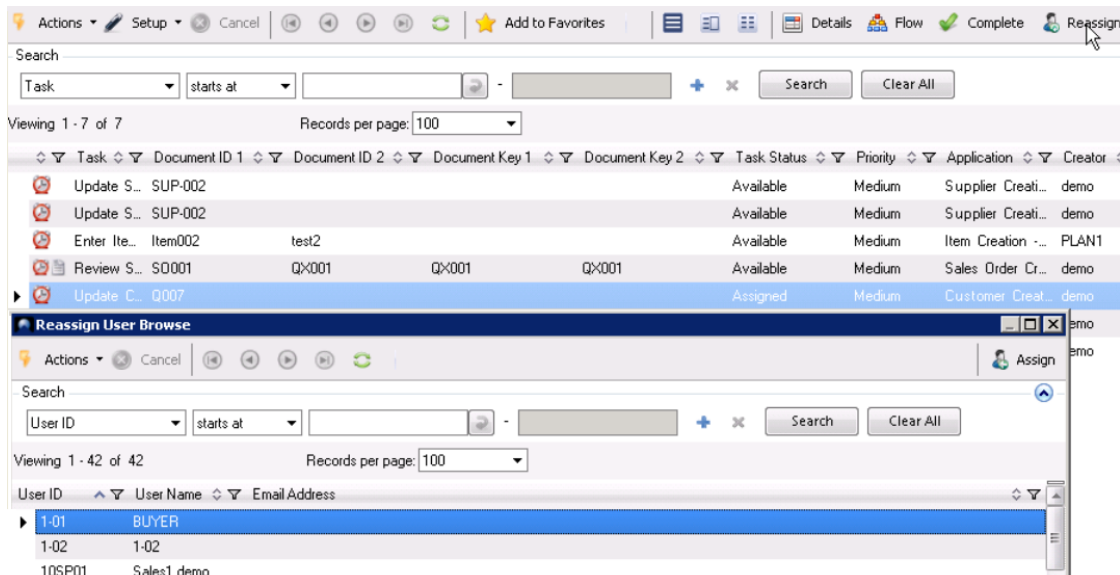 Actions Setup Cancel Add to Favorites Details Flow Complete Reassign
Search
Task starts at - Search Clear All
Viewing 1 - 7 of 7 Records per page: 100
Task Document ID 1 Document ID 2 Document Key 1 Document Key 2 Task Status Priority Application Creator
Update S... SUP-002 Available Medium Supplier Creati... demo
Update S... SUP-002 Available Medium Supplier Creati... demo
Enter Ite... Item002 test2 Available Medium Item Creation -... PLAN1
Review S... SO001 QX001 QX001 QX001 Available Medium Sales Order Cr... demo
Update C... Q007 Assigned Medium Customer Creat... demo
Reassign User Browse emo
Actions Cancel Assign emo
Search
User ID starts at - Search Clear All
Viewing 1 - 42 of 42 Records per page: 100
User ID User Name Email Address
1-01 BUYER
1-02 1-02
10SP01 Sales1 demo